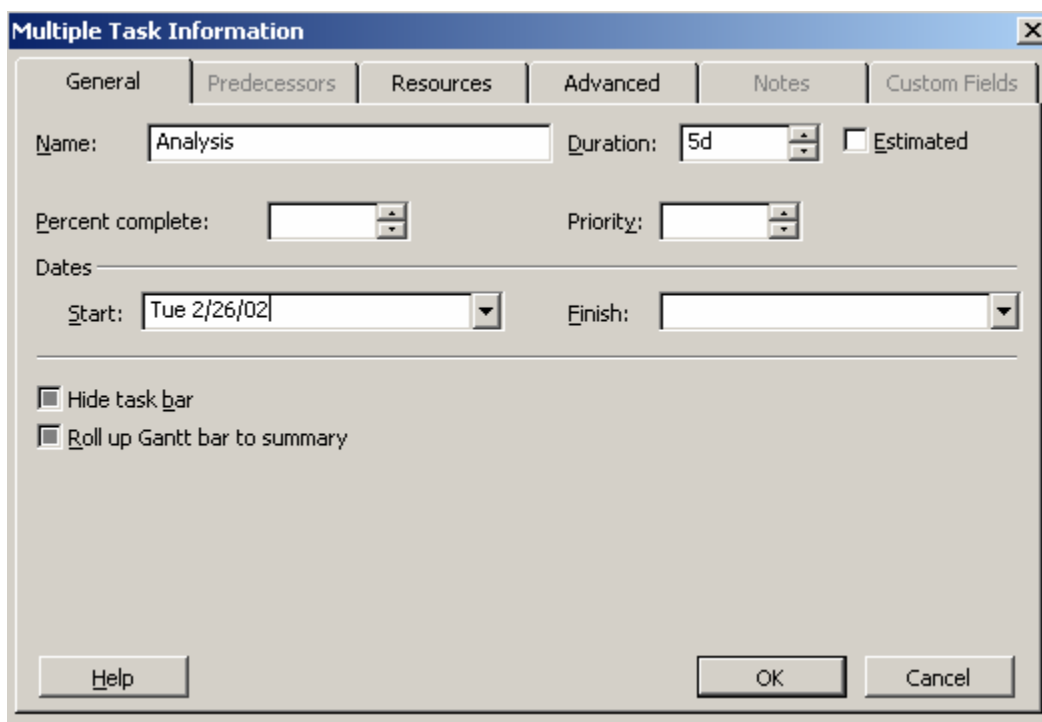 Multiple Task Information
General Predecessors Resources Advanced Notes Custom Fields
Name: Analysis Duration: 5d Estimated
Percent complete: Priority:
Dates
Start: Tue 2/26/02 Finish:
Hide task bar
Roll up Gantt bar to summary
Help OK Cancel